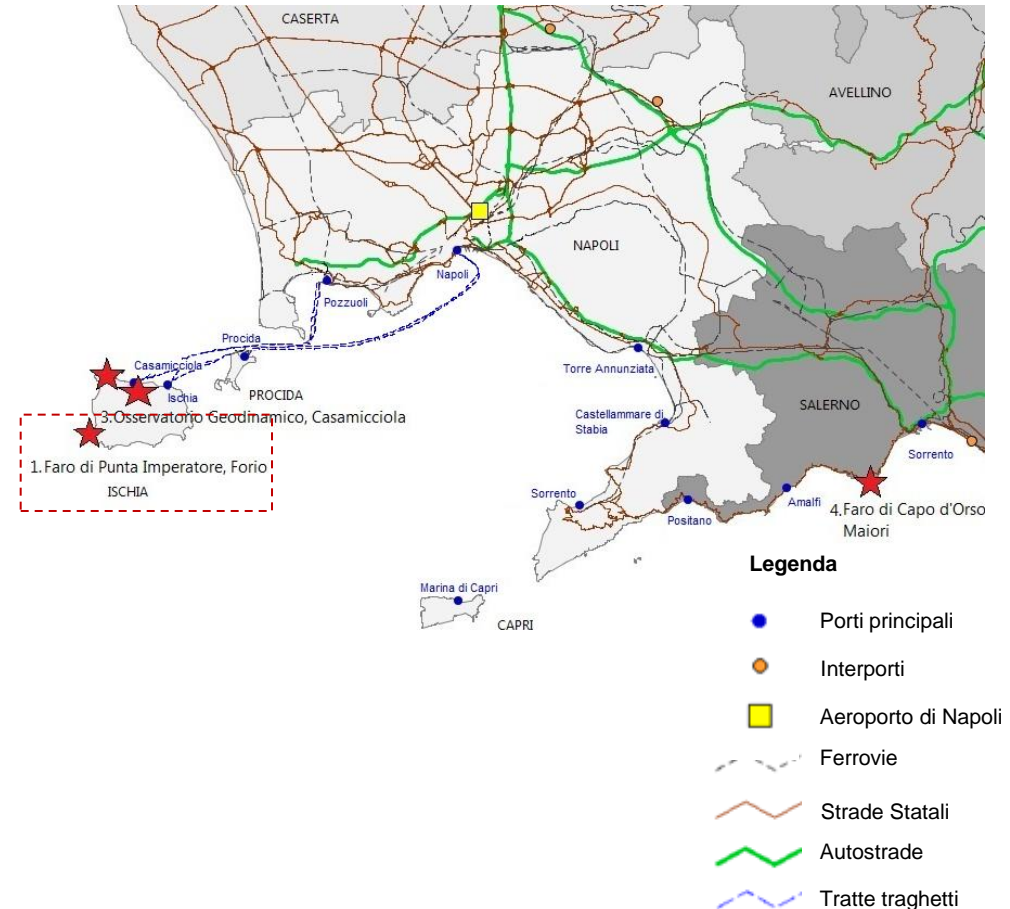 CASERTA
AVELLINO
NAPOLI
Napoli
Pozzuoli
Procida
Casamicciola
Ischia
PROCIDA
3.Osservatorio Geodinamico, Casamicciola
1.Faro di Punta Imperatore, Forio
ISCHIA
Torre Annunziata
Castellammare di
Stabia
SALERNO
Sorrento
Sorrento
Positano
Amalfi
4.Faro di Capo d'Orso
Maiori
Marina di Capri
CAPRI
Legenda
Porti principali
Interporti
Aeroporto di Napoli
Ferrovie
Strade Statali
Autostrade
Tratte traghetti